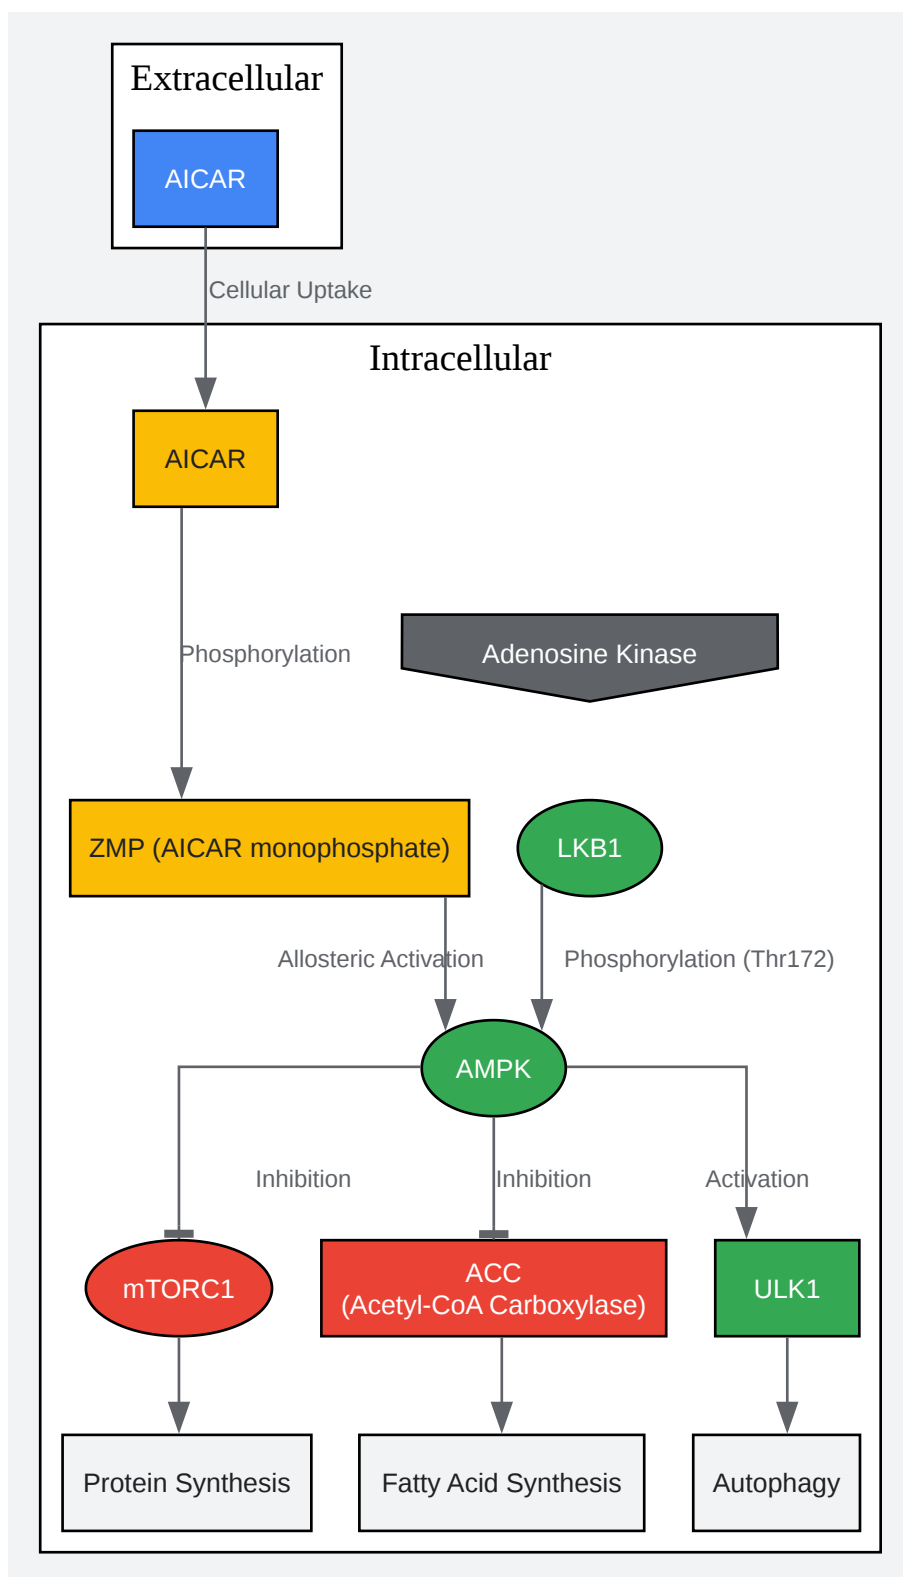 Extracellular
AICAR
Cellular Uptake
Intracellular
AICAR
Phosphorylation
Adenosine Kinase
ZMP (AICAR monophosphate)
LKB1
Allosteric Activation
Phosphorylation (Thr172)
AMPK
Inhibition
Inhibition
Activation
mTORC1
ACC
(Acetyl-CoA Carboxylase)
ULK1
Protein Synthesis
Fatty Acid Synthesis
Autophagy